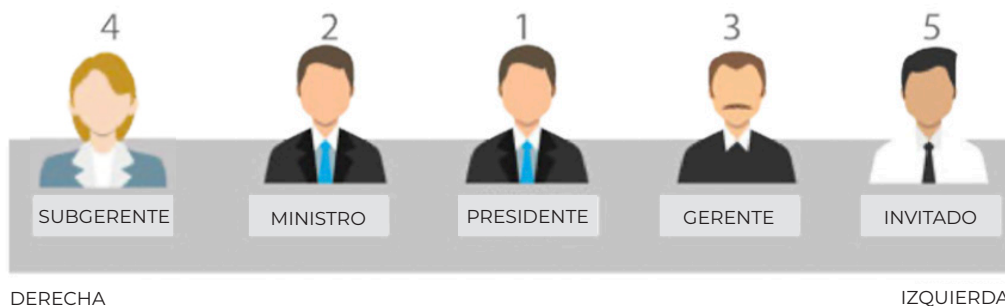 4 2 1 3 5
SUBGERENTE MINISTRO PRESIDENTE GERENTE INVITADO
DERECHA IZQUIERDA